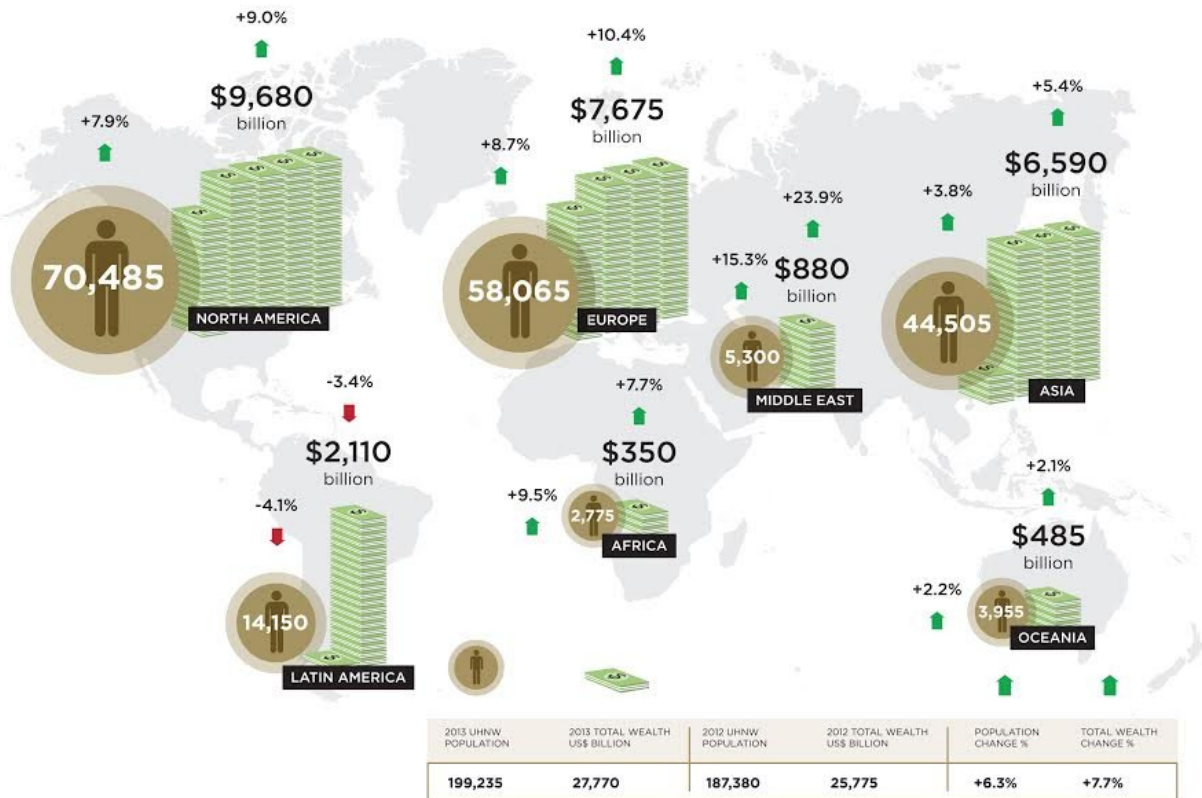 +9.0%
$9,680
billion
+7.9%
70,485
NORTH AMERICA
+10.4%
$7,675
billion
+8.7%
58,065
EUROPE
+23.9%
+15.3%
$880
billion
5,300
MIDDLE EAST
+5.4%
$6,590
billion
+3.8%
44,505
ASIA
-3.4%
$2,110
billion
-4.1%
14,150
LATIN AMERICA
+7.7%
$350
billion
+9.5%
2,775
AFRICA
+2.1%
$485
billion
+2.2%
3,955
OCEANIA
2013 UHNW POPULATION
2013 TOTAL WEALTH US$ BILLION
2012 UHNW POPULATION
2012 TOTAL WEALTH US$ BILLION
POPULATION CHANGE %
TOTAL WEALTH CHANGE %
199,235 27,770 187,380 25,775 +6.3% +7.7%